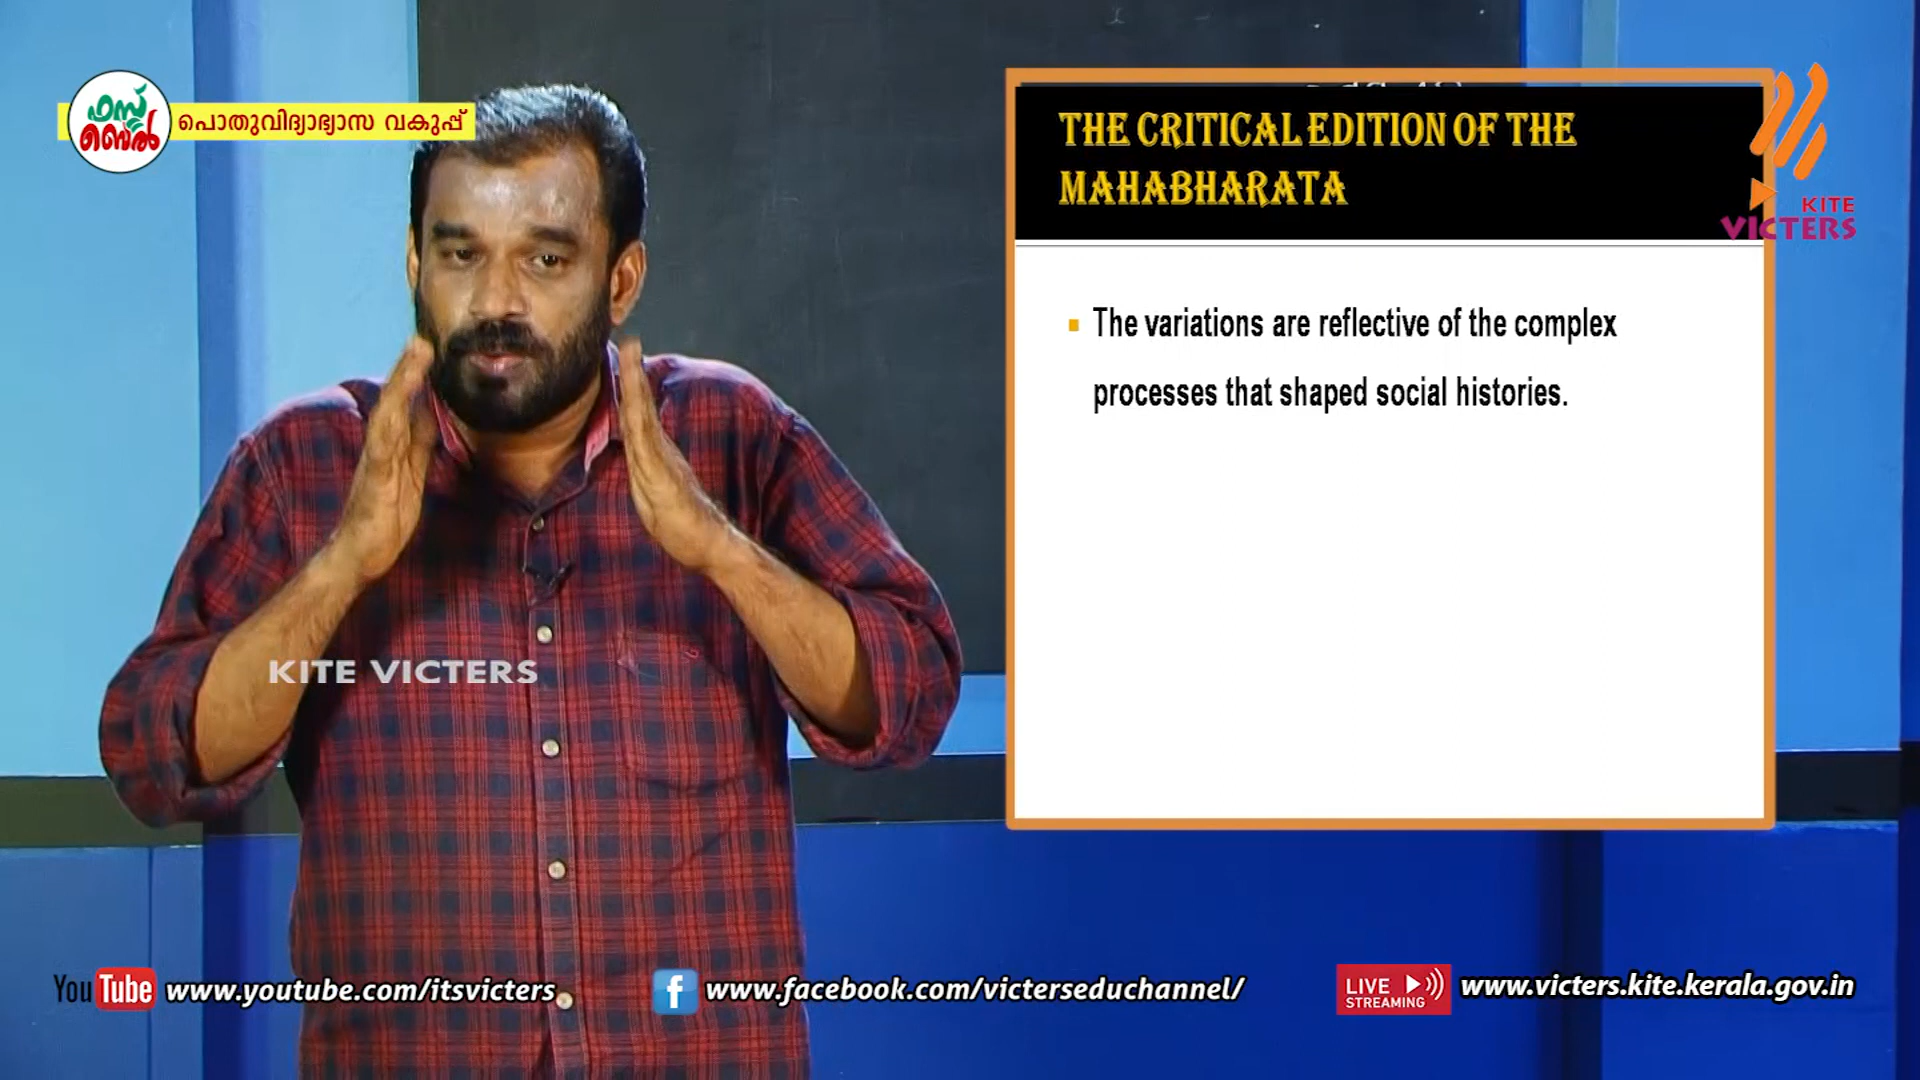 ഫസ്റ്റ്
ബെൽ
പൊതുവിദ്യാഭ്യാസ വകുപ്പ്
THE CRITICAL EDITION OF THE
MAHABHARATA
KITE
VICTERS
The variations are reflective of the complex
processes that shaped social histories.
KITE VICTERS
YouTube www.youtube.com/itsvicters
f www.facebook.com/victerseduchannel/
LIVE
STREAMING
www.victers.kite.kerala.gov.in